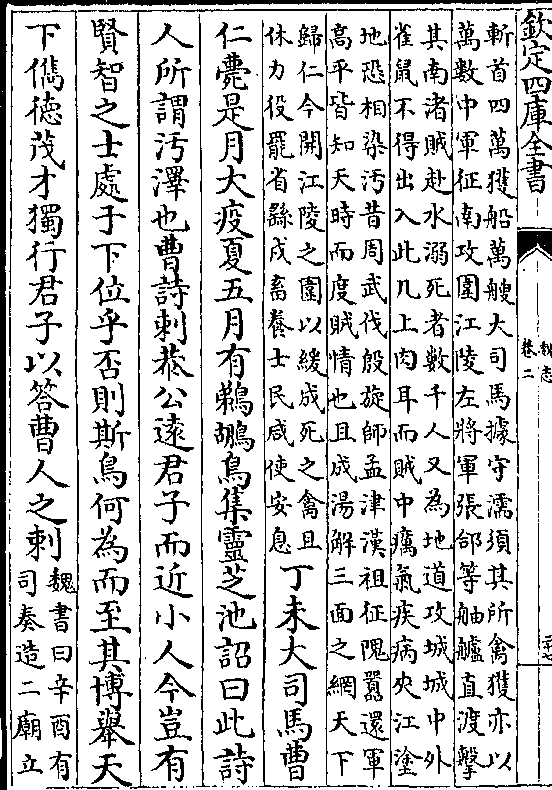 欽定四庫全書
魏志
卷二
斬首四萬獲船萬艘大司馬據守濡須其所禽獲亦以
萬數中軍征南攻圍江陵左將軍張郃等舳艫直渡擊
其南渚賊赴水溺死者數千人又為地道攻城城中外
雀鼠不得出入此几上肉耳而賊中癘氣疾病夾江塗
地恐相染汚昔周武伐殷旋師孟津漢祖征隗囂還軍
高平皆知天時而度賊情也且成湯解三面之網天下
歸仁今開江陵之圍以緩成死之禽且
休力役罷省繇戍畜養士民咸使安息
丁未大司馬曹
仁薨是月大疫夏五月有鵜鶘鳥集靈芝池詔曰此詩
人所謂汚澤也曹詩刺恭公遠君子而近小人今豈有
賢智之士處于下位乎否則斯鳥何為而至其博舉天
下儁德茂才獨行君子以答曹人之刺
魏書曰辛酉有
司奏造二廟立